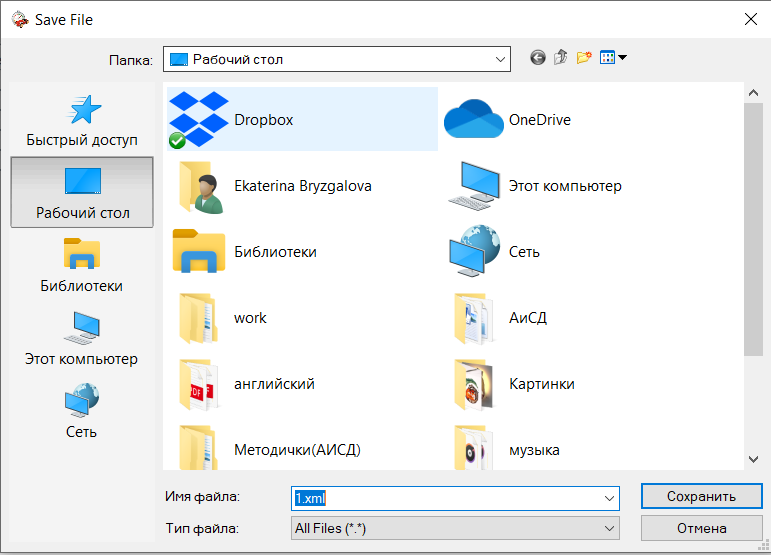 Save File
Папка: Рабочий стол
Быстрый доступ
Рабочий стол
Библиотеки
Этот компьютер
Сеть
Dropbox OneDrive
Ekaterina Bryzgalova Этот компьютер
Библиотеки Сеть
work АиСД
английский Картинки
Методички(АИСД) музыка
Имя файла: 1.xml Сохранить
Тип файла: All Files (*.*) Отмена